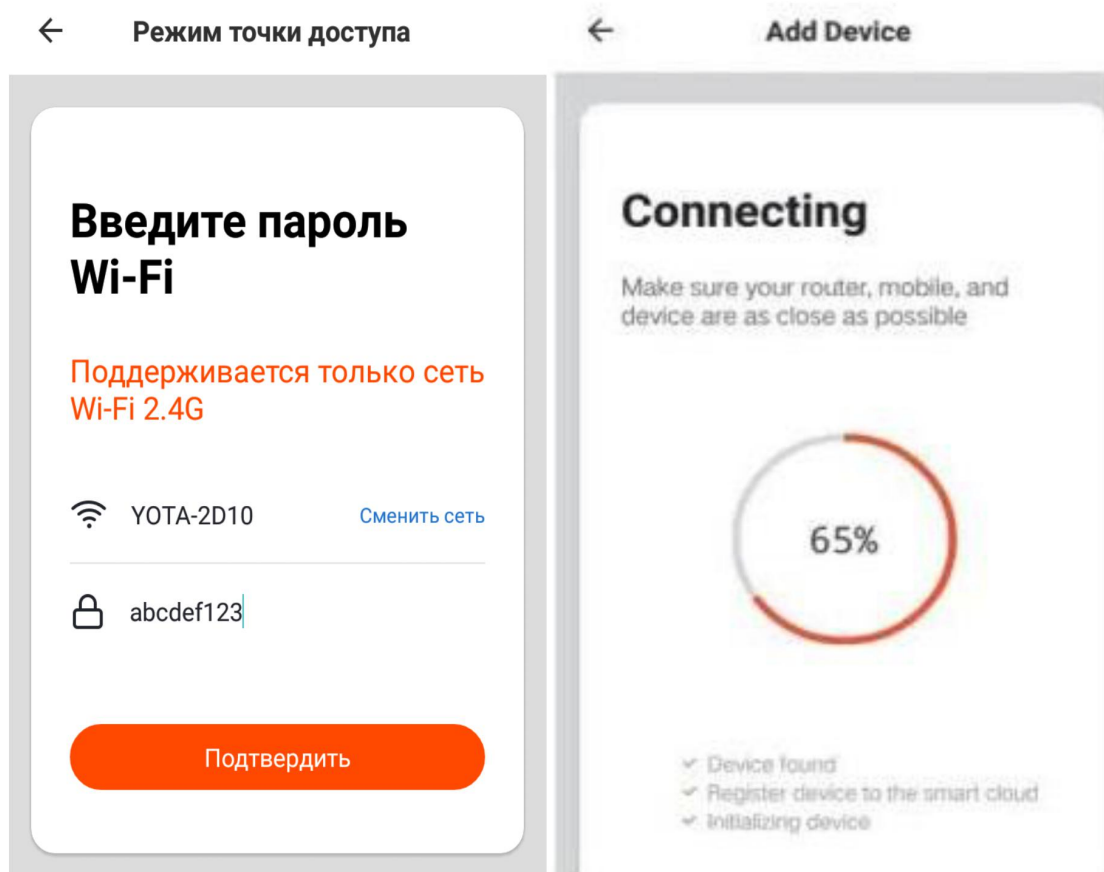 Режим точки доступа
Введите пароль
Wi-Fi
Поддерживается только сеть
Wi-Fi 2.4G
YOTA-2D10
Сменить сеть
abcdef123
Подтвердить
Add Device
Connecting
Make sure your router, mobile, and
device are as close as possible
65%
Device found
Register device to the smart cloud
Initializing device